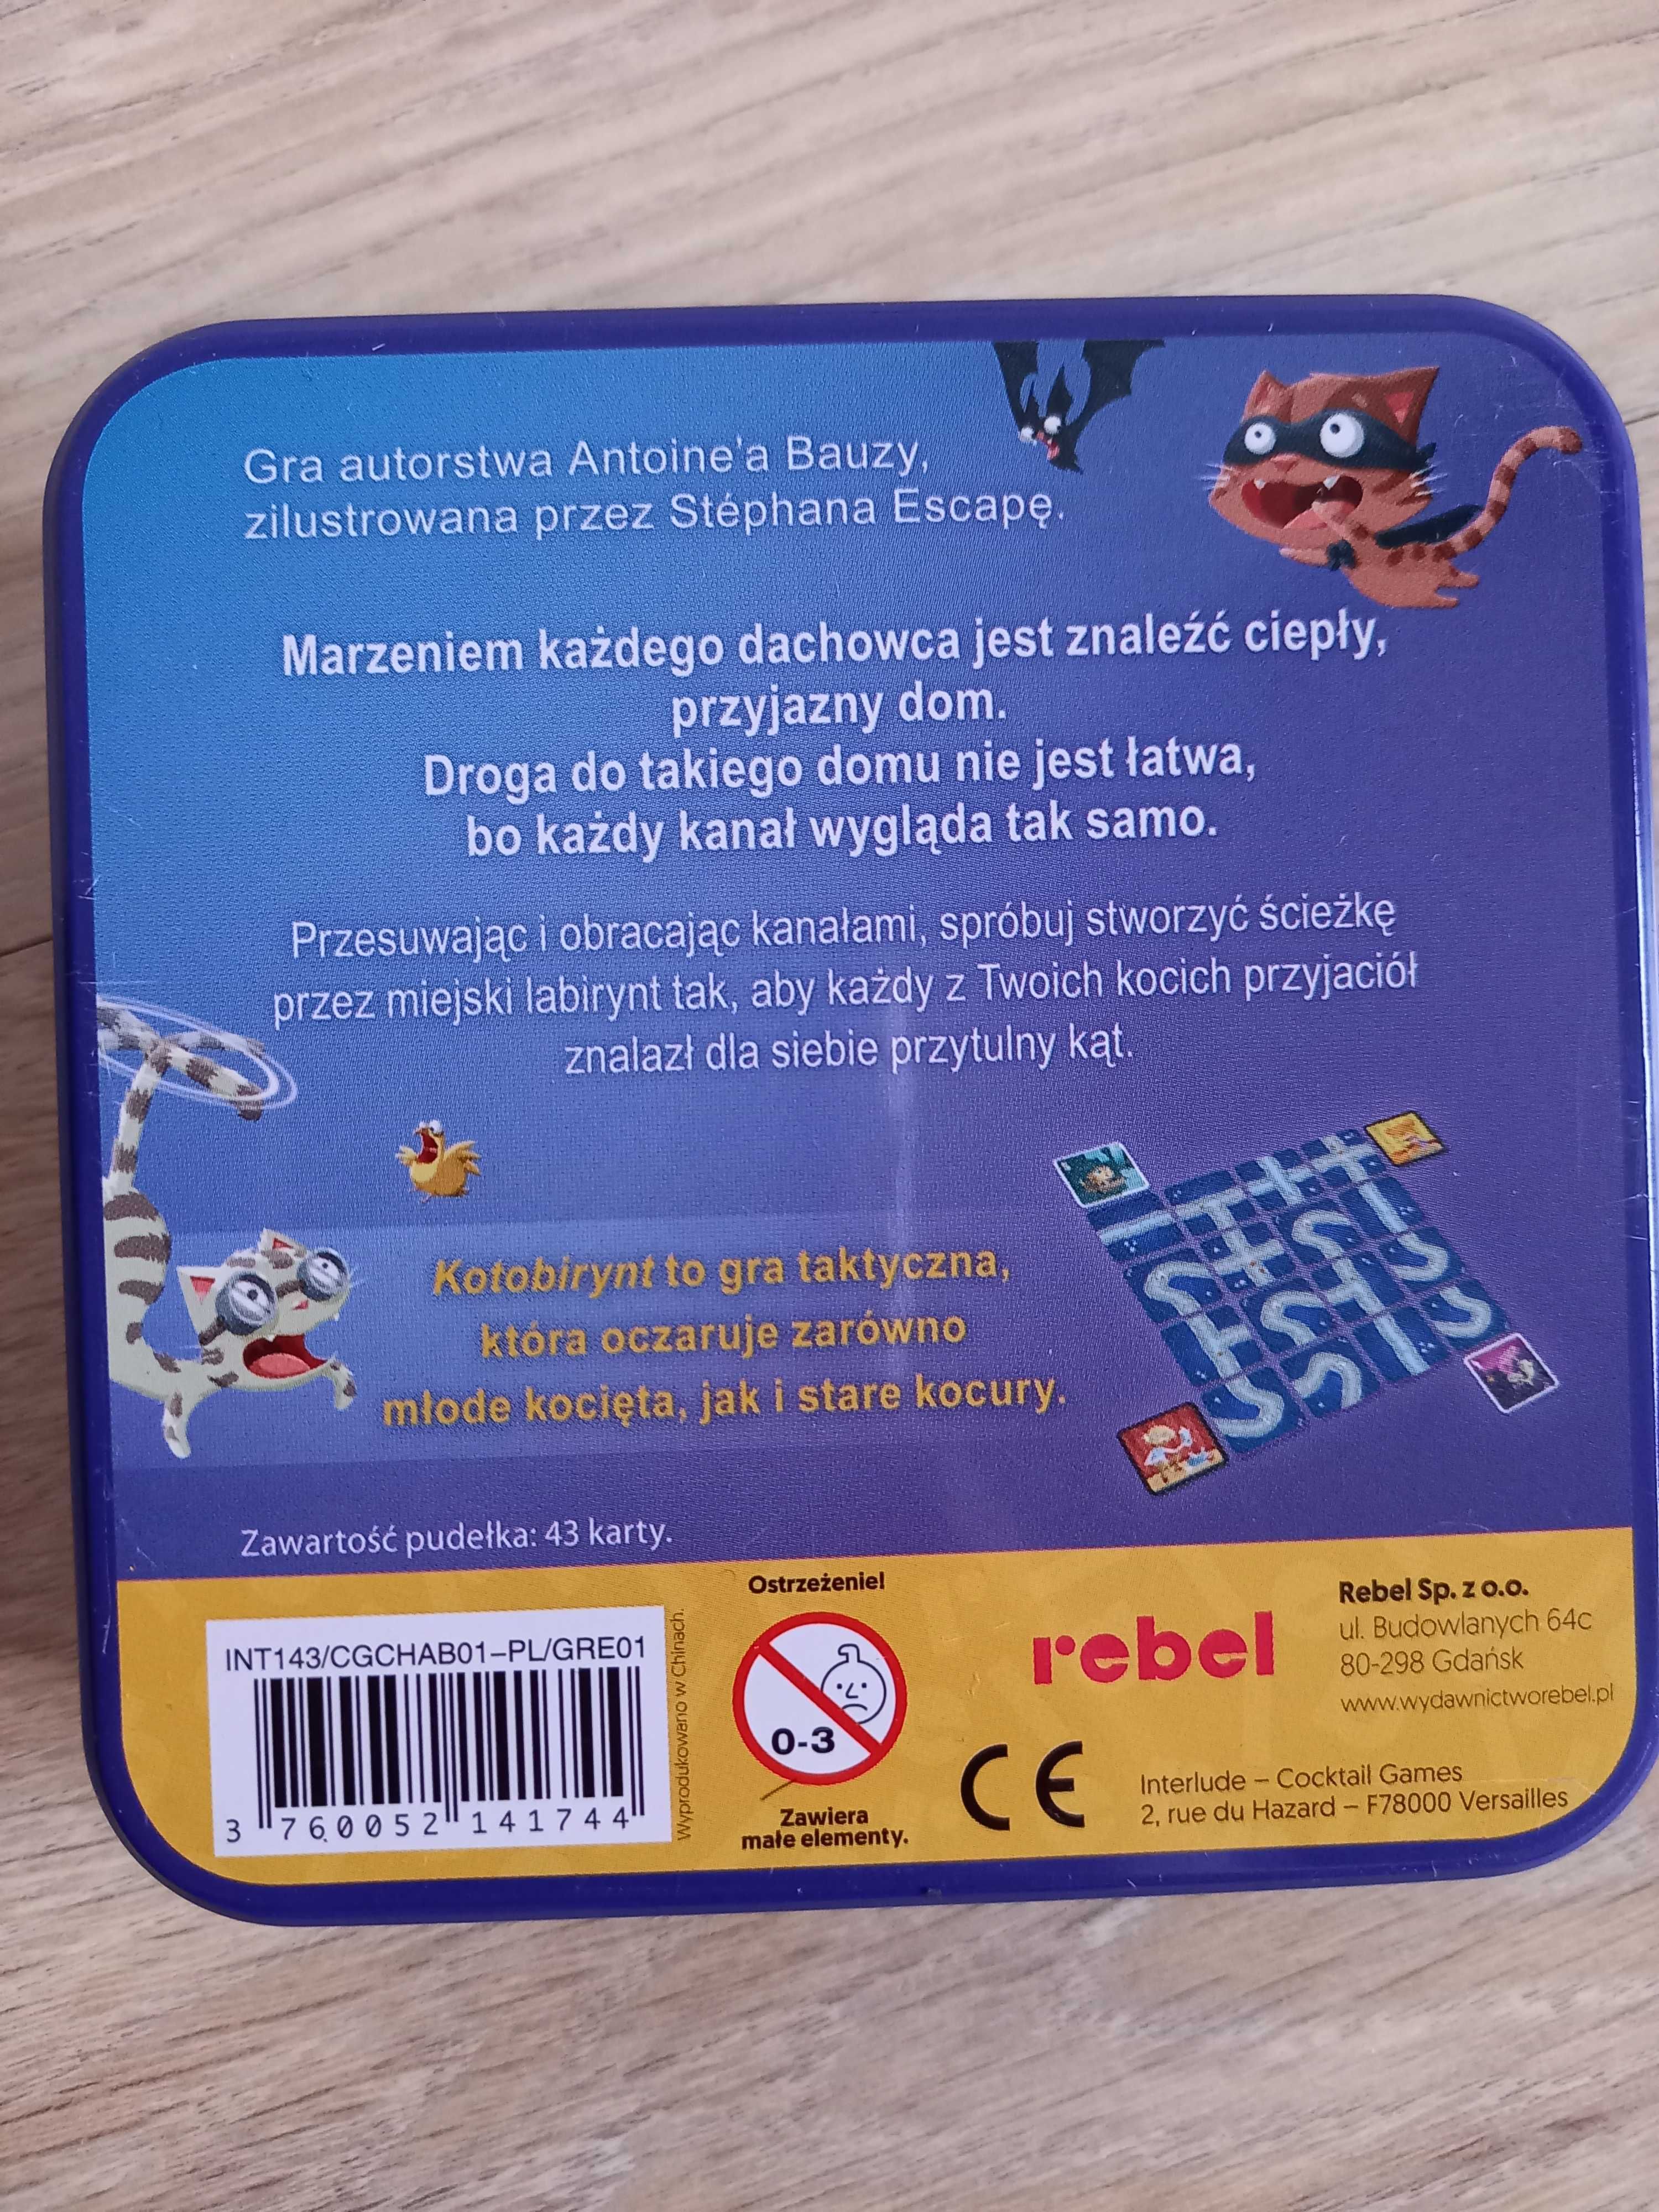 Gra autorstwa Antoine'a Bauzy,
zilustrowana przez Stéphana Escapę.
Marzeniem każdego dachowca jest znaleźć ciepły,
przyjazny dom.
Droga do takiego domu nie jest łatwa,
bo każdy kanał wygląda tak samo.
Przesuwając i obracając kanałami, spróbuj stworzyć ścieżkę
przez miejski labirynt tak, aby każdy z Twoich kocich przyjaciół
znalazł dla siebie przytulny kąt.
Kotobirynt to gra taktyczna,
która oczaruje zarówno
młode kocięta, jak i stare kocury.
Zawartość pudełka: 43 karty.
INT143/CGCHAB01-PL/GRE01
3 760052 141744
Wyprodukowano w Chinach.
Ostrzeżenie!
0-3
Zawiera
małe elementy.
rebel
CE
Rebel Sp. z o.o.
ul. Budowlanych 64c
80-298 Gdańsk
www.wydawnictworebel.pl
Interlude – Cocktail Games
2, rue du Hazard – F78000 Versailles